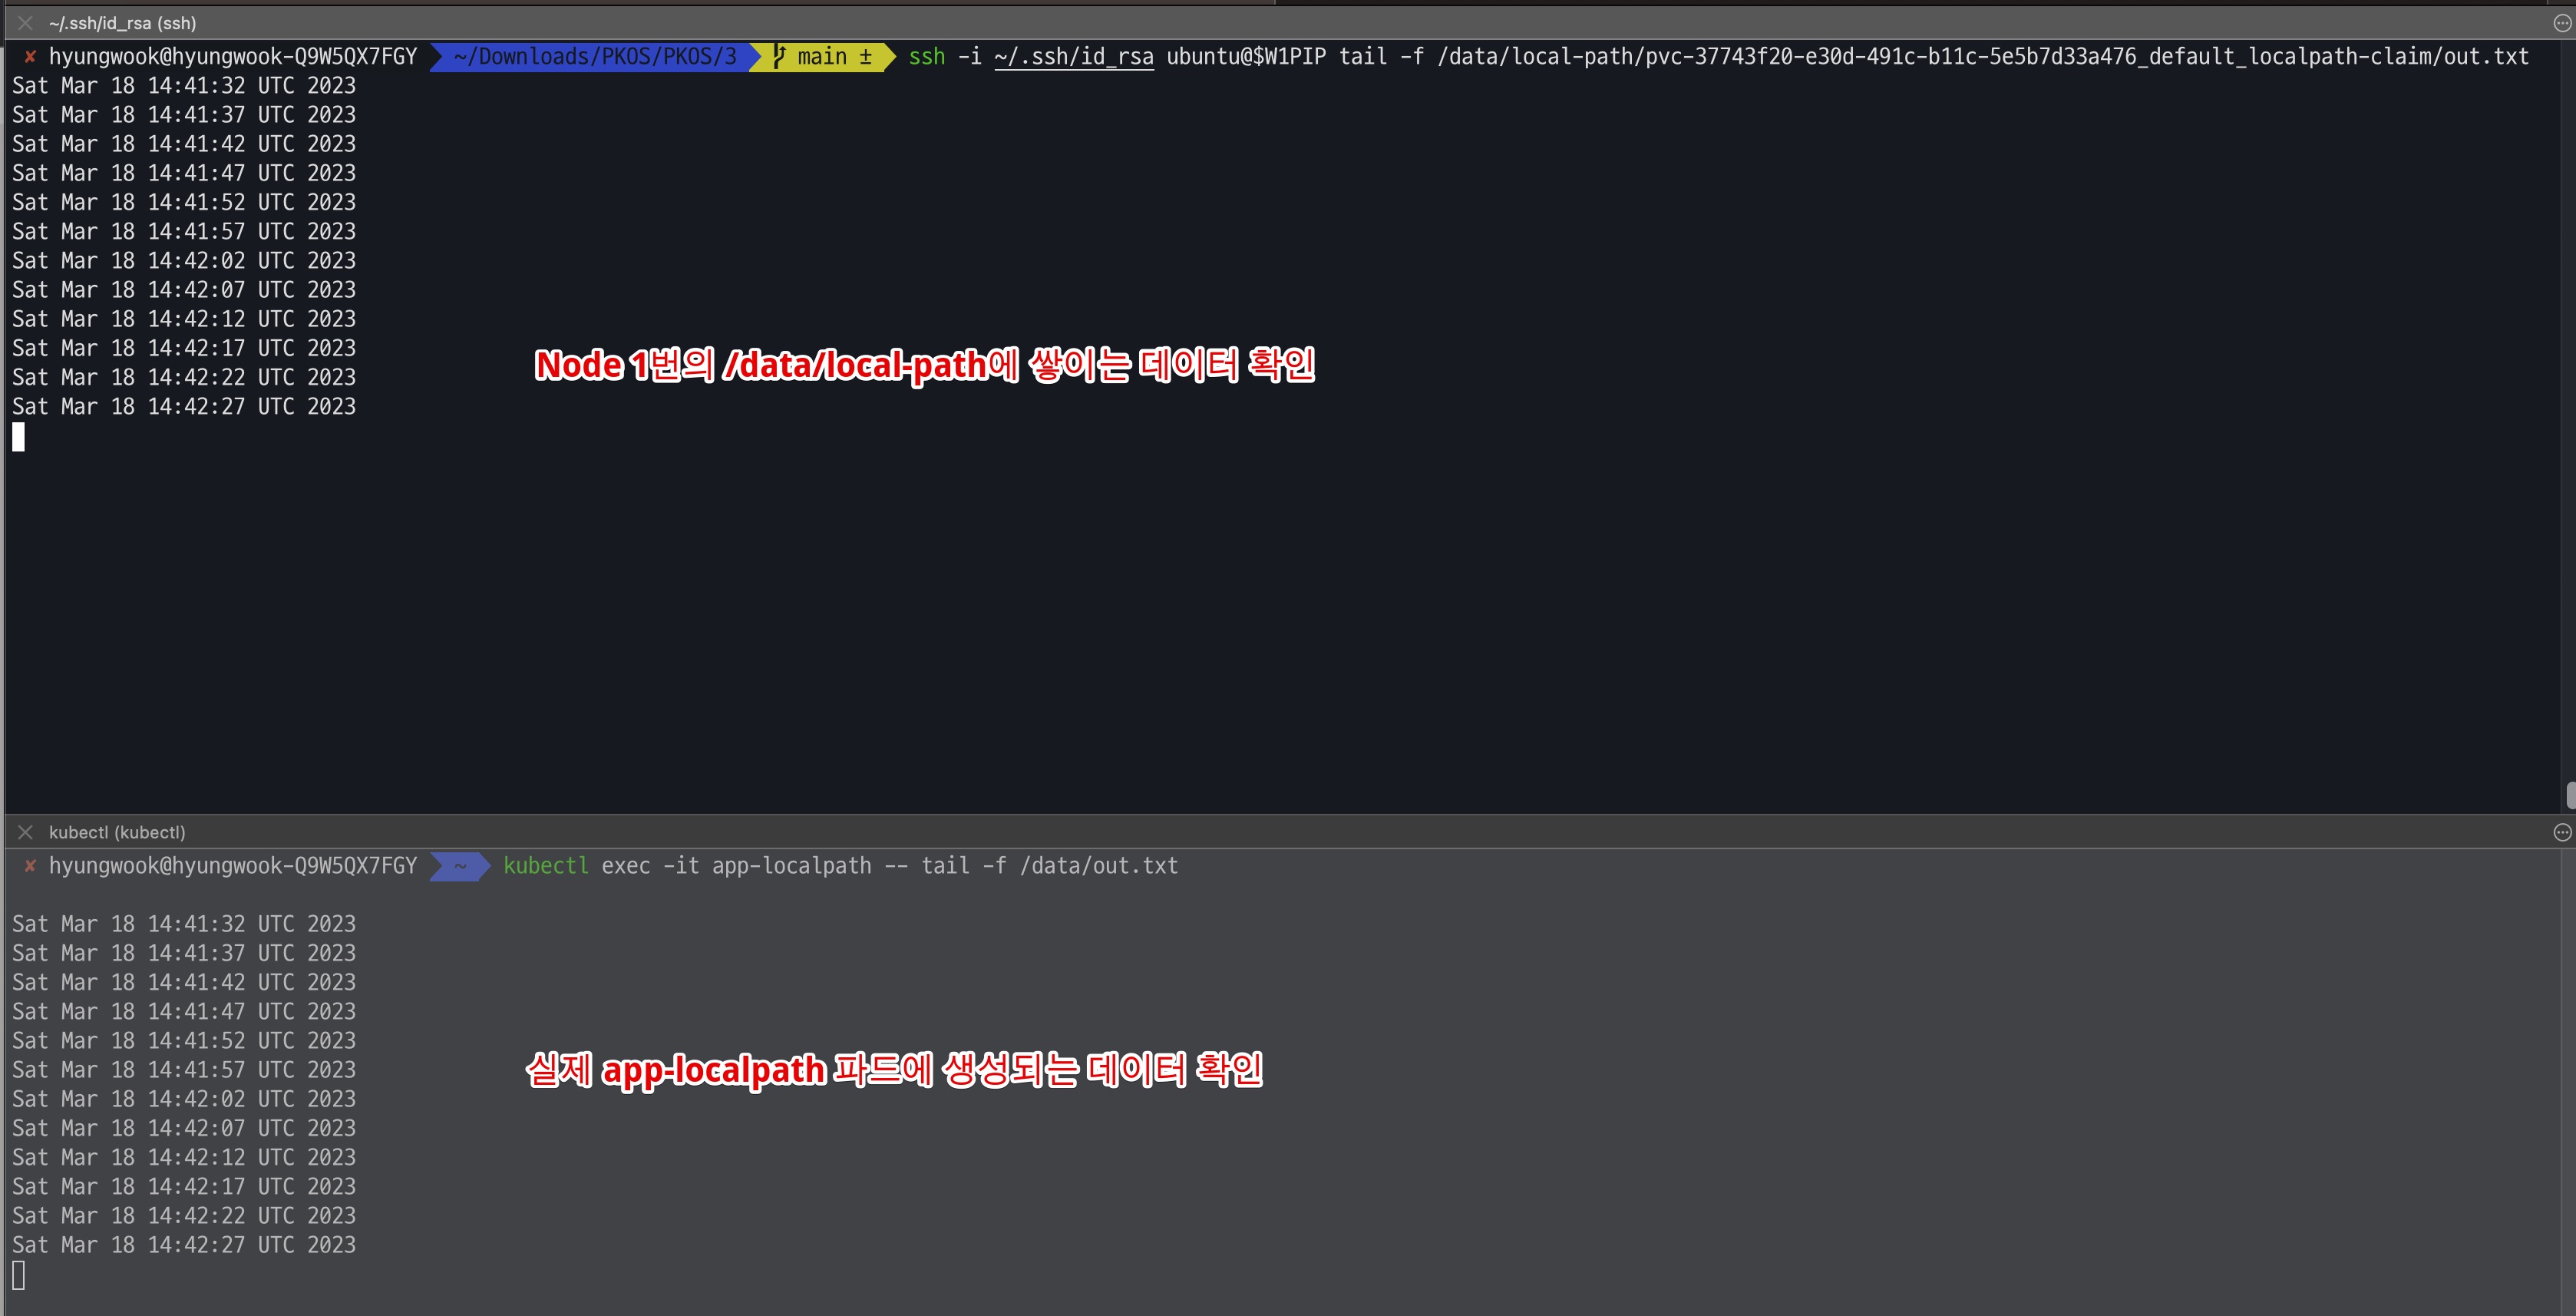 ~/.ssh/id_rsa (ssh)
✘ hyungwook@hyungwook-Q9W5QX7FGY ~/Downloads/PKOS/PKOS/3 main ± ssh -i ~/.ssh/id_rsa ubuntu@$W1PIP tail -f /data/local-path/pvc-37743f20-e30d-491c-b11c-5e5b7d33a476_default_localpath-claim/out.txt
Sat Mar 18 14:41:32 UTC 2023
Sat Mar 18 14:41:37 UTC 2023
Sat Mar 18 14:41:42 UTC 2023
Sat Mar 18 14:41:47 UTC 2023
Sat Mar 18 14:41:52 UTC 2023
Sat Mar 18 14:41:57 UTC 2023
Sat Mar 18 14:42:02 UTC 2023
Sat Mar 18 14:42:07 UTC 2023
Sat Mar 18 14:42:12 UTC 2023
Sat Mar 18 14:42:17 UTC 2023
Node 1번의 /data/local-path에 쌓이는 데이터 확인
Sat Mar 18 14:42:22 UTC 2023
Sat Mar 18 14:42:27 UTC 2023
kubectl (kubectl)
✘ hyungwook@hyungwook-Q9W5QX7FGY ~ kubectl exec -it app-localpath -- tail -f /data/out.txt
Sat Mar 18 14:41:32 UTC 2023
Sat Mar 18 14:41:37 UTC 2023
Sat Mar 18 14:41:42 UTC 2023
Sat Mar 18 14:41:47 UTC 2023
Sat Mar 18 14:41:52 UTC 2023
Sat Mar 18 14:41:57 UTC 2023
실제 app-localpath 파드에 생성되는 데이터 확인
Sat Mar 18 14:42:02 UTC 2023
Sat Mar 18 14:42:07 UTC 2023
Sat Mar 18 14:42:12 UTC 2023
Sat Mar 18 14:42:17 UTC 2023
Sat Mar 18 14:42:22 UTC 2023
Sat Mar 18 14:42:27 UTC 2023